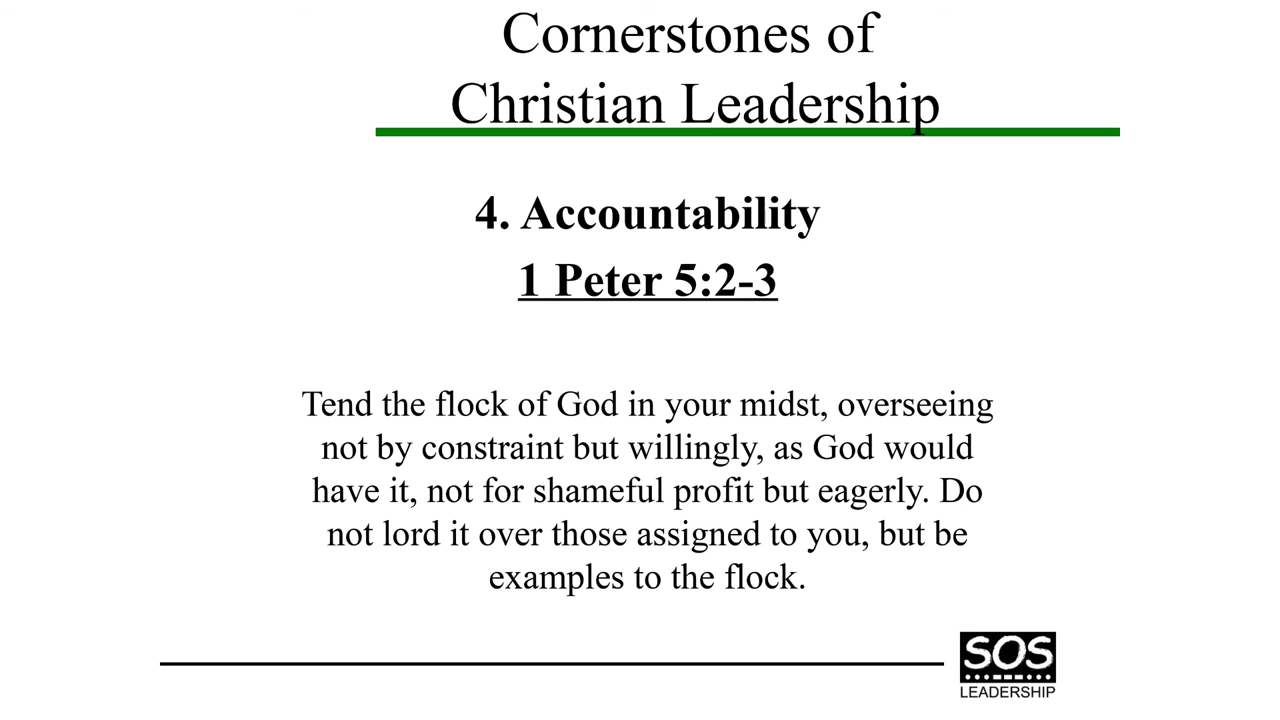 Cornerstones of
Christian Leadership
4. Accountability
1 Peter 5:2-3
Tend the flock of God in your midst, overseeing
not by constraint but willingly, as God would
have it, not for shameful profit but eagerly. Do
not lord it over those assigned to you, but be
examples to the flock.
SOS
LEADERSHIP